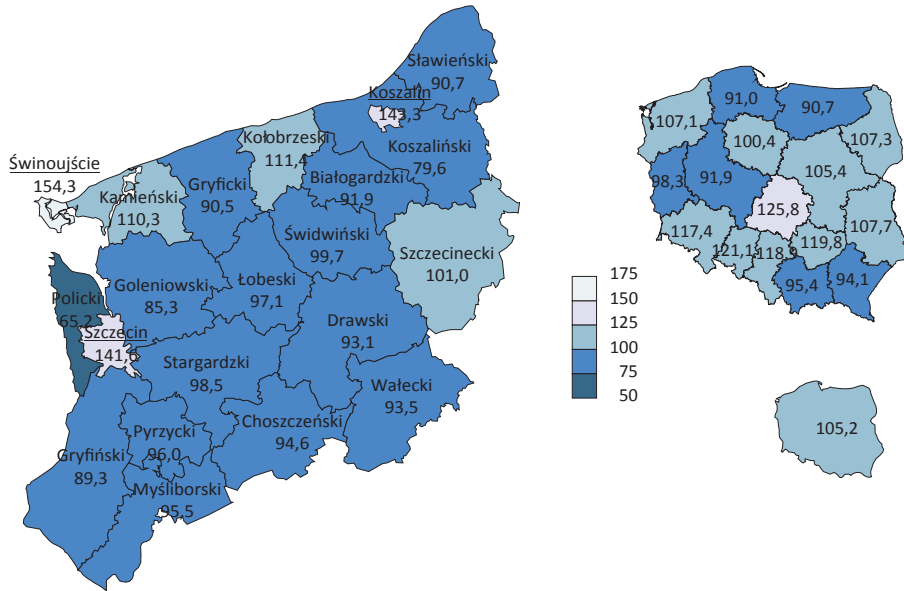 Sławieński
90,7
Koszalin
143,3
Kołobrzeski
111,4
Koszaliński
79,6
Świnoujście
154,3
Kamieński
110,3
Gryficki
90,5
Białogardzki
91,9
Świdwiński
99,7
Szczecinecki
101,0
Policki
65,2
Goleniowski
85,3
Łobeski
97,1
Szczecin
141,6
Drawski
93,1
Stargardzki
98,5
Wałecki
93,5
Choszczeński
94,6
Pyrzycki
96,0
Gryfiński
89,3
Myśliborski
95,5
91,0
90,7
107,1
100,4
107,3
105,4
98,3
91,9
125,8
107,7
117,4
121,1
118,9
119,8
95,4
94,1
175
150
125
100
75
50
105,2